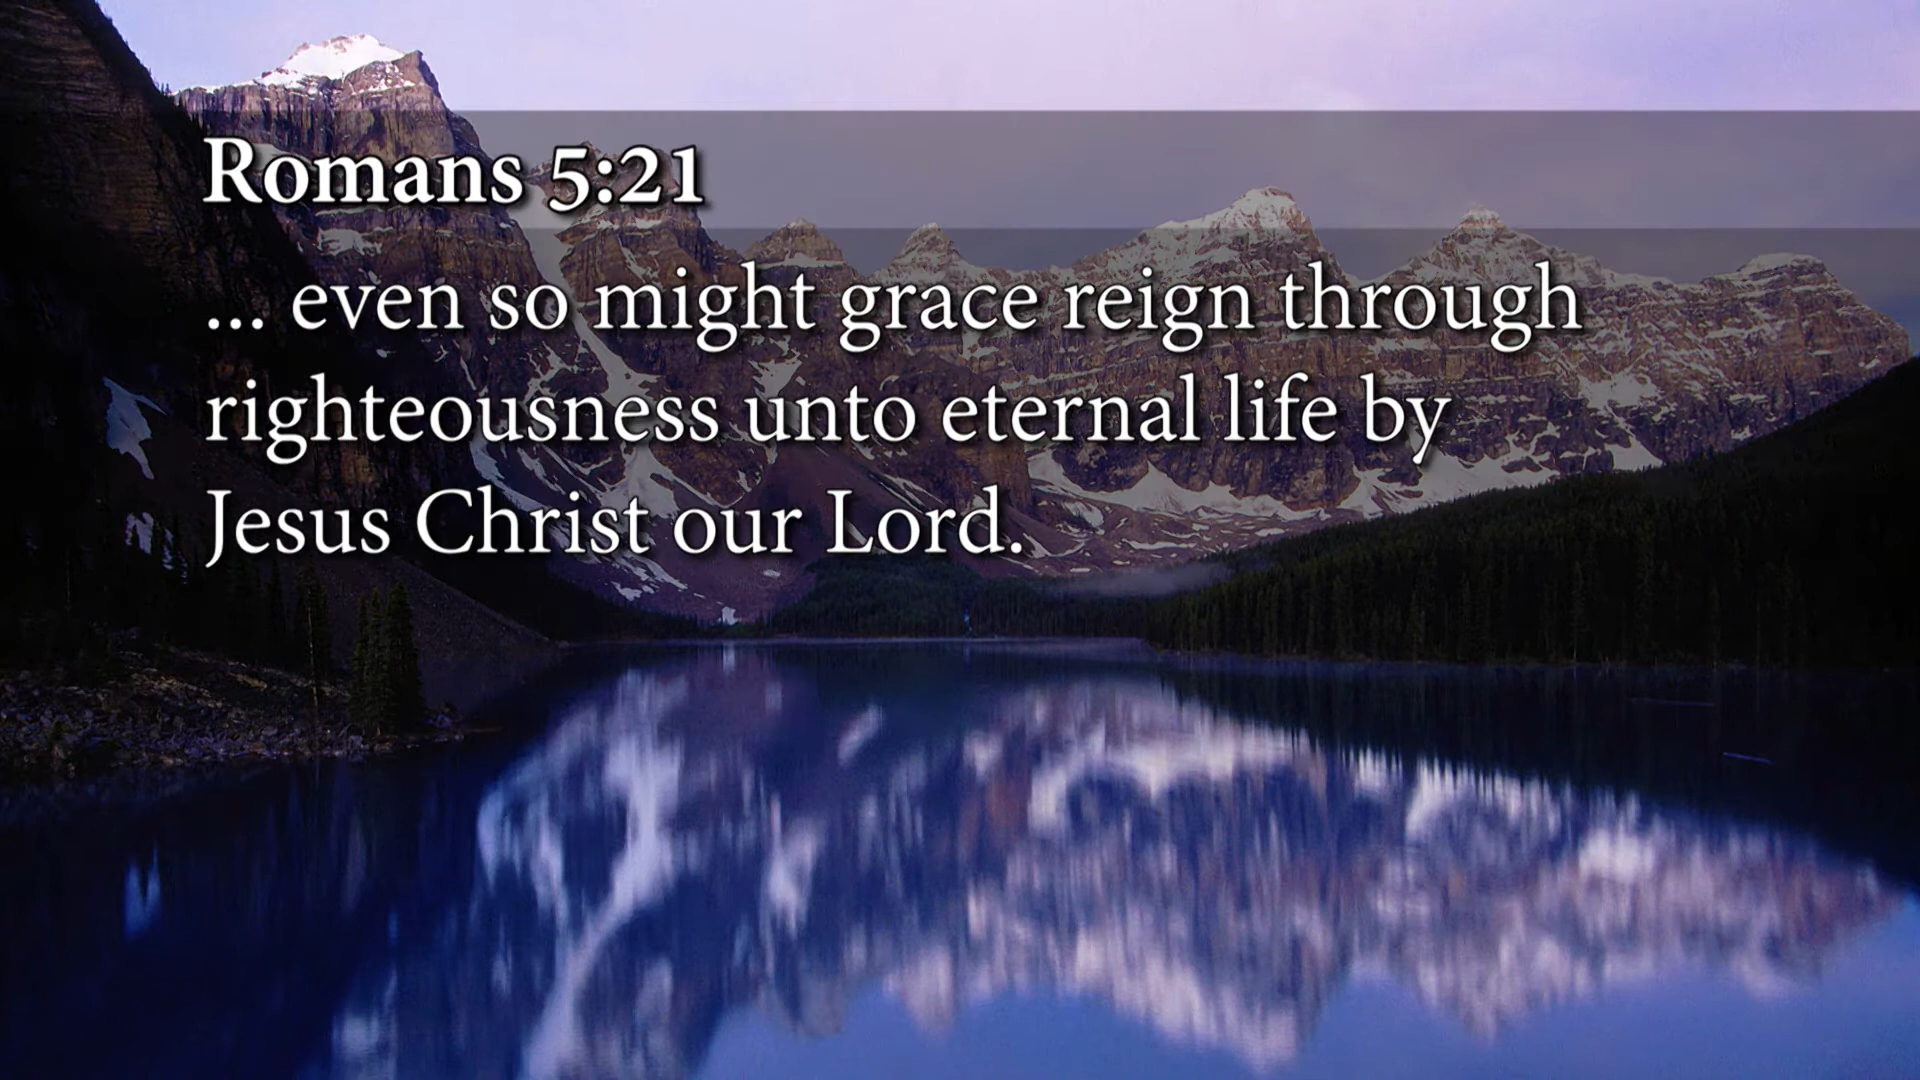 Romans 5:21
... even so might grace reign through
righteousness unto eternal life by
Jesus Christ our Lord.